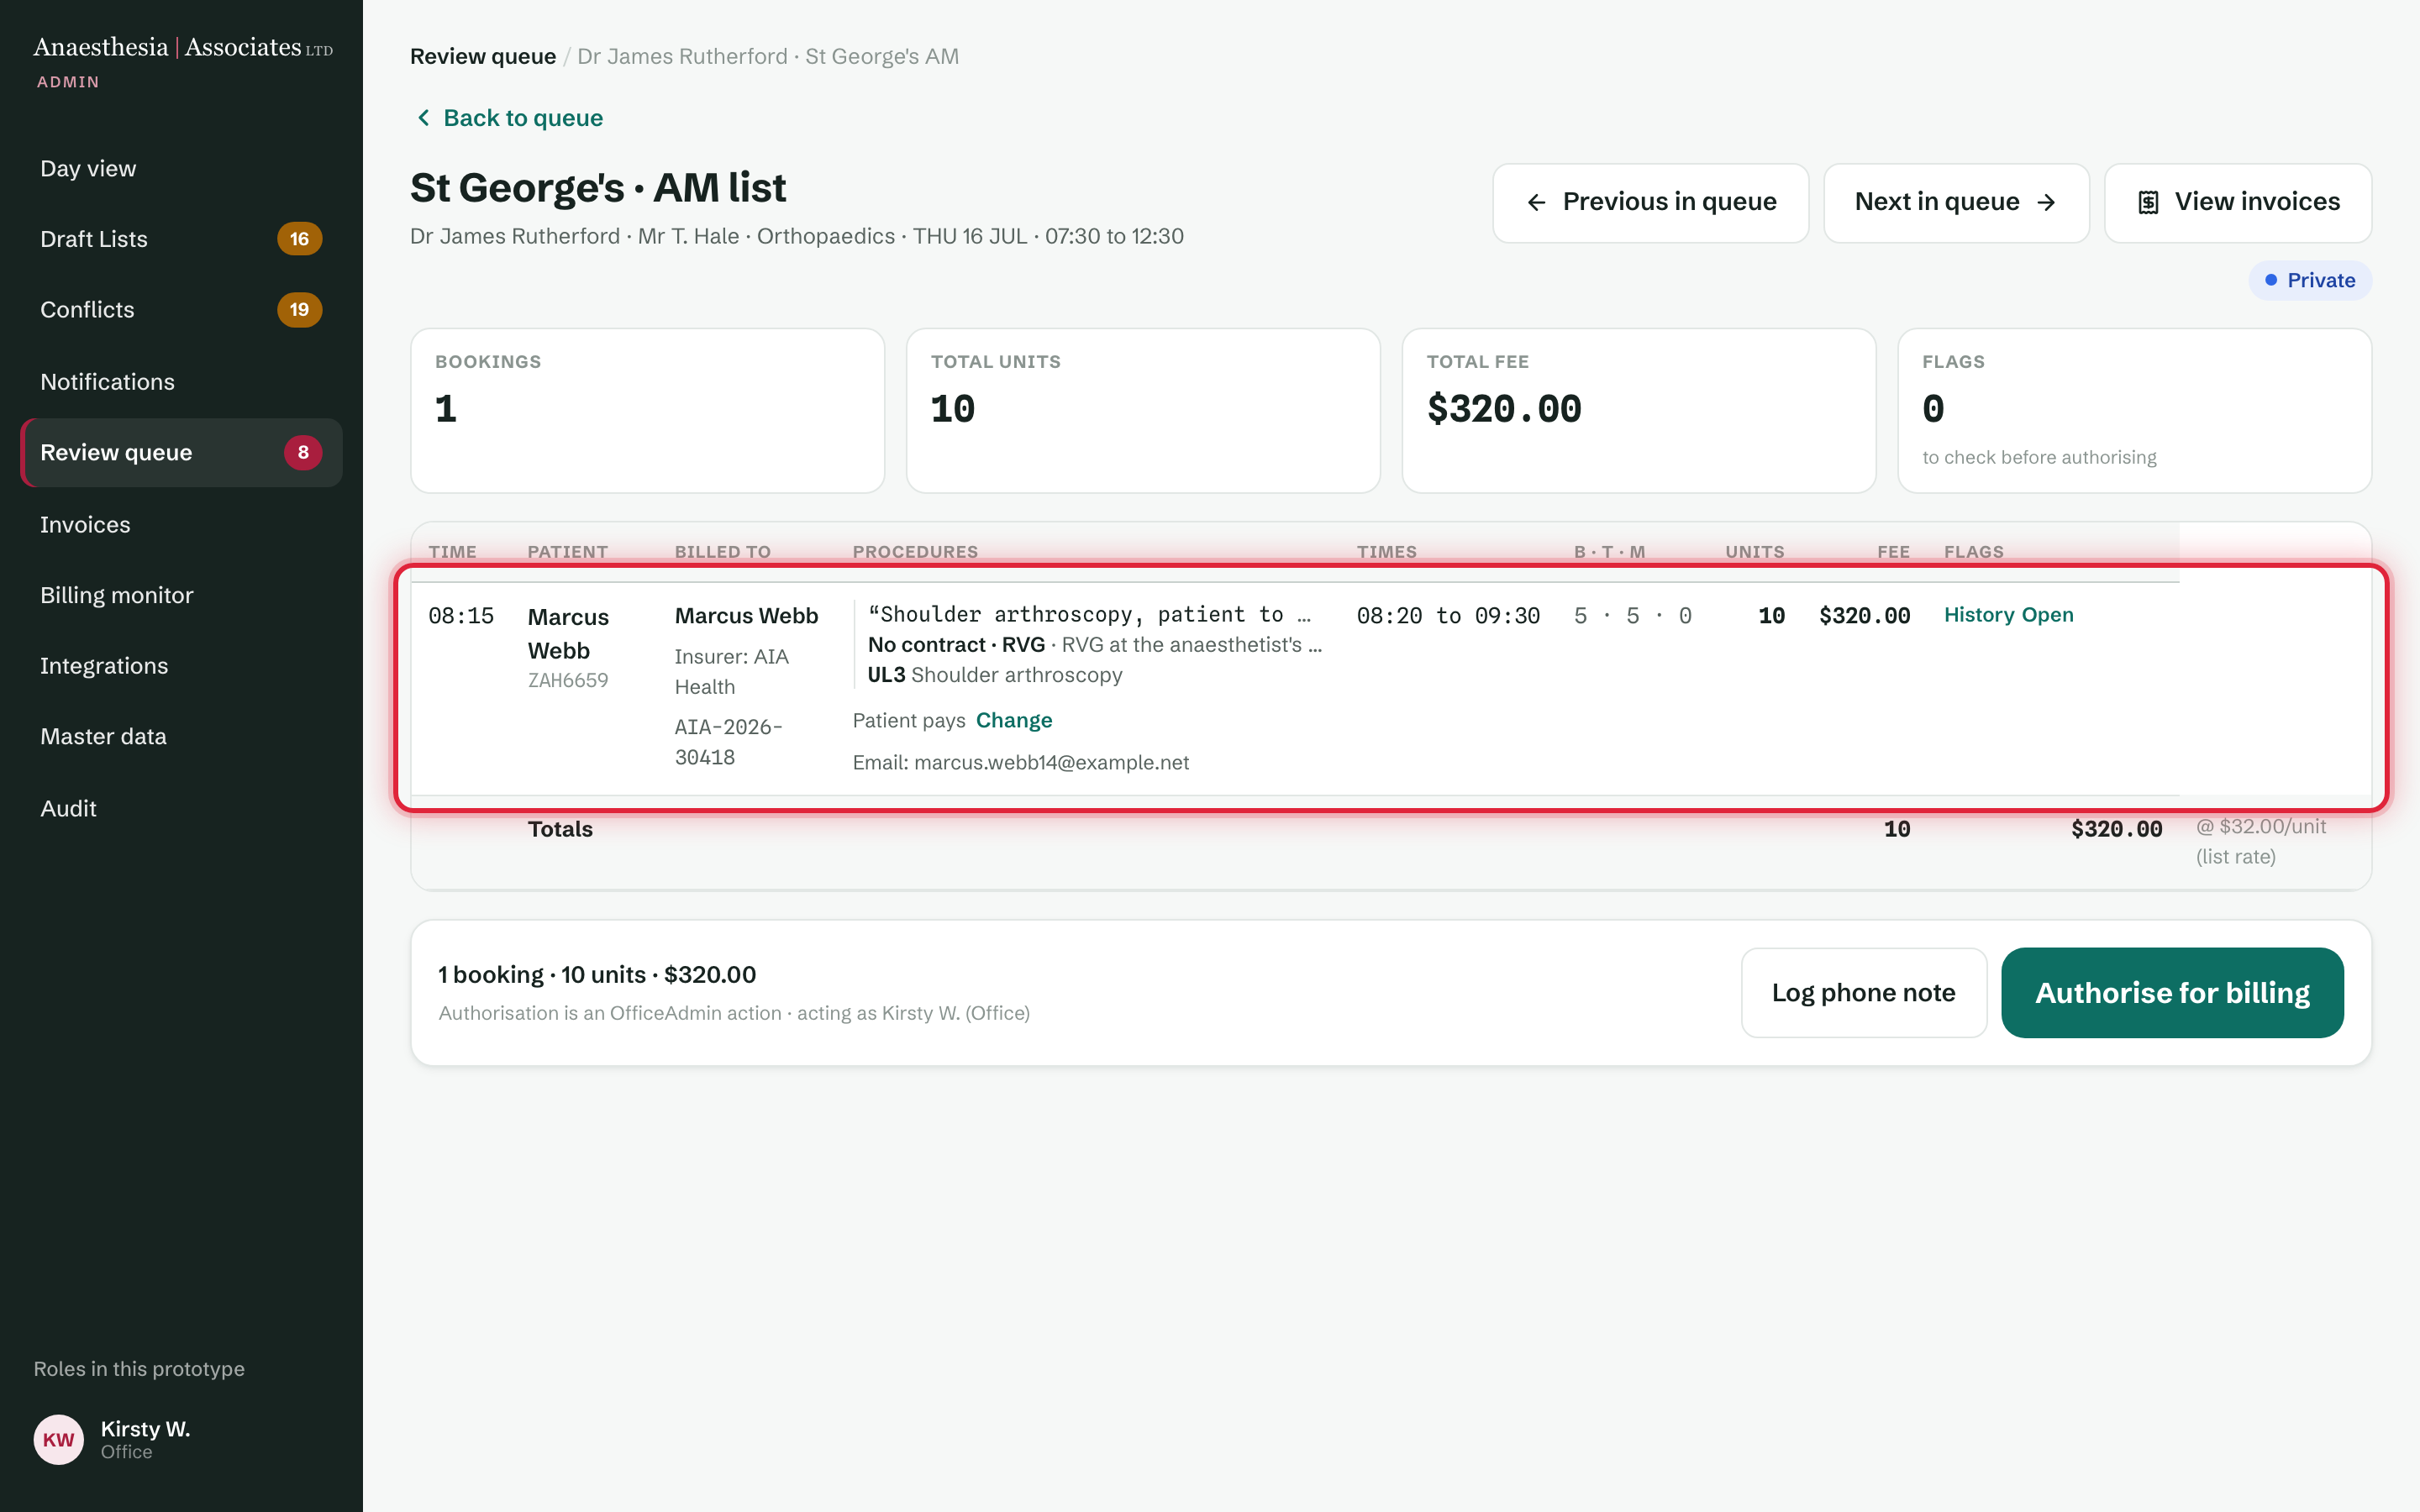 Anaesthesia | Associates LTD
ADMIN
Day view
Draft Lists 16
Conflicts 19
Notifications
Review queue 8
Invoices
Billing monitor
Integrations
Master data
Audit
Roles in this prototype
KW
Kirsty W.
Office
Review queue / Dr James Rutherford · St George's AM
Back to queue
St George's · AM list
Dr James Rutherford · Mr T. Hale · Orthopaedics · THU 16 JUL · 07:30 to 12:30
← Previous in queue
Next in queue →
View invoices
Private
BOOKINGS
1
TOTAL UNITS
10
TOTAL FEE
$320.00
FLAGS
0
to check before authorising
TIME PATIENT BILLED TO PROCEDURES TIMES B · T · M UNITS FEE FLAGS
08:15
Marcus
Webb
ZAH6659
Marcus Webb
Insurer: AIA
Health
AIA-2026-
30418
“Shoulder arthroscopy, patient to …
No contract · RVG · RVG at the anaesthetist's …
UL3 Shoulder arthroscopy
Patient pays Change
Email: marcus.webb14@example.net
08:20 to 09:30
5 · 5 · 0
10
$320.00
History Open
Totals 10 $320.00 @ $32.00/unit
(list rate)
1 booking · 10 units · $320.00
Authorisation is an OfficeAdmin action · acting as Kirsty W. (Office)
Log phone note
Authorise for billing